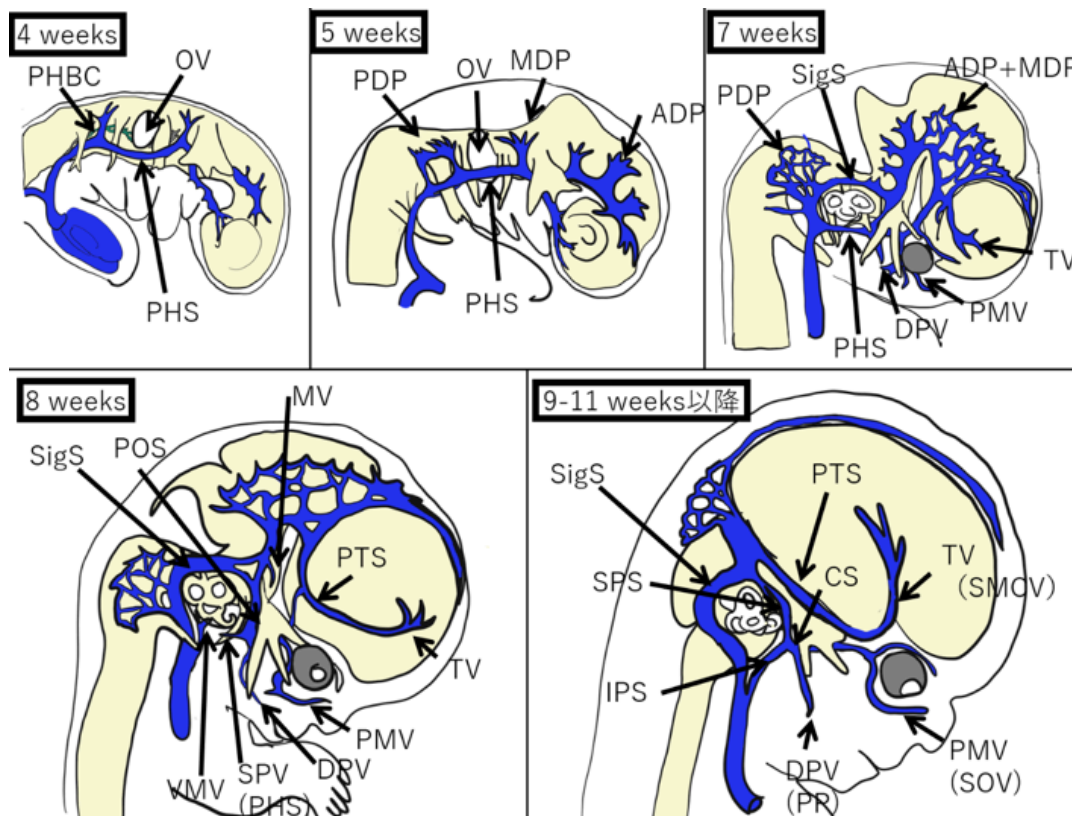 4 weeks
OV
PHBC
PHS
5 weeks
MDP
OV
PDP
ADP
PHS
7 weeks
ADP+MDP
SigS
PDP
TV
PMV
DPV
PHS
8 weeks
MV
POS
SigS
PTS
TV
PMV
DPV
SPV
(PHS)
VMV
9-11 weeks以降
SigS
PTS
SPS
CS
TV
(SMCV)
IPS
DPV
(PP)
PMV
(SOV)